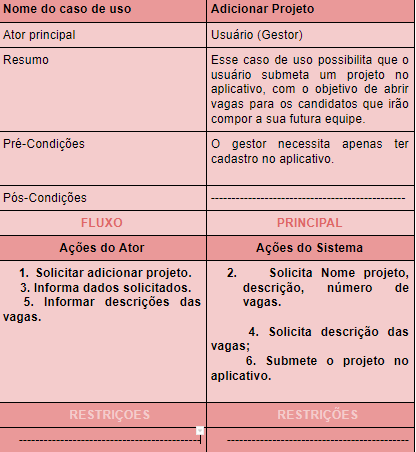 Nome do caso de uso
Adicionar Projeto
Ator principal
Usuário (Gestor)
Resumo
Esse caso de uso possibilita que o
usuário submeta um projeto no
aplicativo, com o objetivo de abrir
vagas para os candidatos que irão
compor a sua futura equipe.
Pré-Condições
O gestor necessita apenas ter
cadastro no aplicativo.
Pós-Condições
------------------------------------------------
FLUXO
PRINCIPAL
Ações do Ator
Ações do Sistema
1. Solicitar adicionar projeto.
3. Informa dados solicitados.
5. Informar descrições das
vagas.
2. Solicita Nome projeto,
descrição, número de
vagas.
4. Solicita descrição das
vagas;
6. Submete o projeto no
aplicativo.
RESTRIÇOES
RESTRIÇÕES
---------------------------------------------
---------------------------------------------